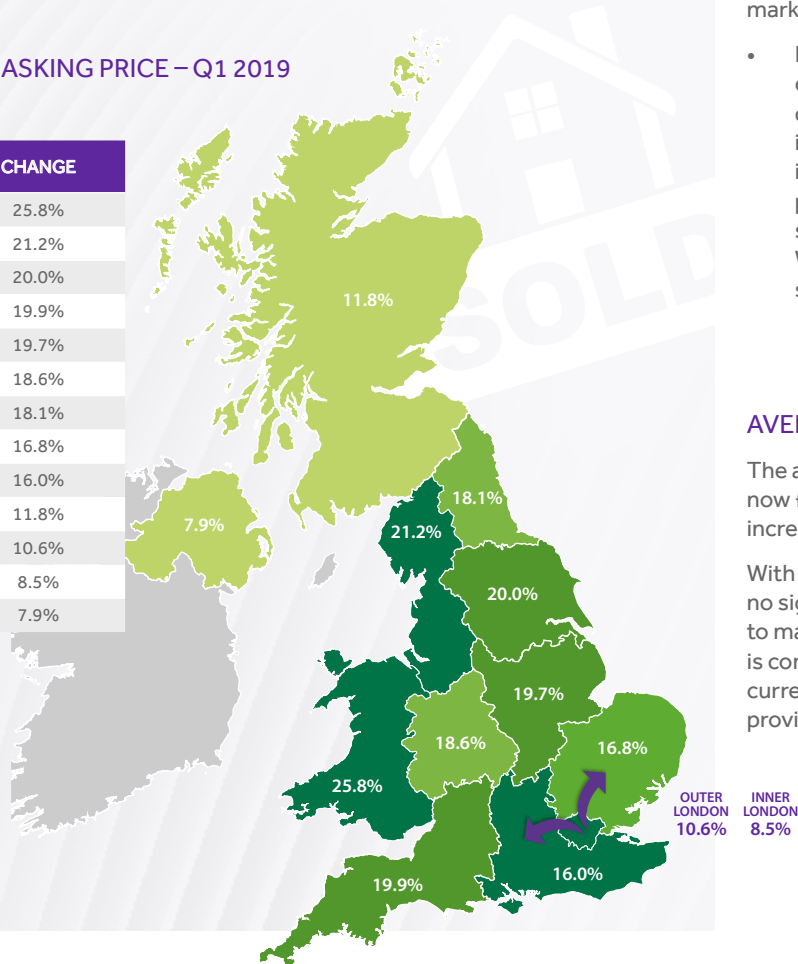 ASKING PRICE – Q1 2019
CHANGE
25.8%
21.2%
20.0%
19.9%
19.7%
18.6%
18.1%
16.8%
16.0%
11.8%
10.6%
8.5%
7.9%
SOLD
11.8%
7.9%
18.1%
21.2%
20.0%
19.7%
18.6%
16.8%
25.8%
16.0%
19.9%
OUTER
LONDON
10.6%
INNER
LONDON
8.5%
mark
•
AVE
The a
now
incre
With
no sig
to ma
is con
curre
provi